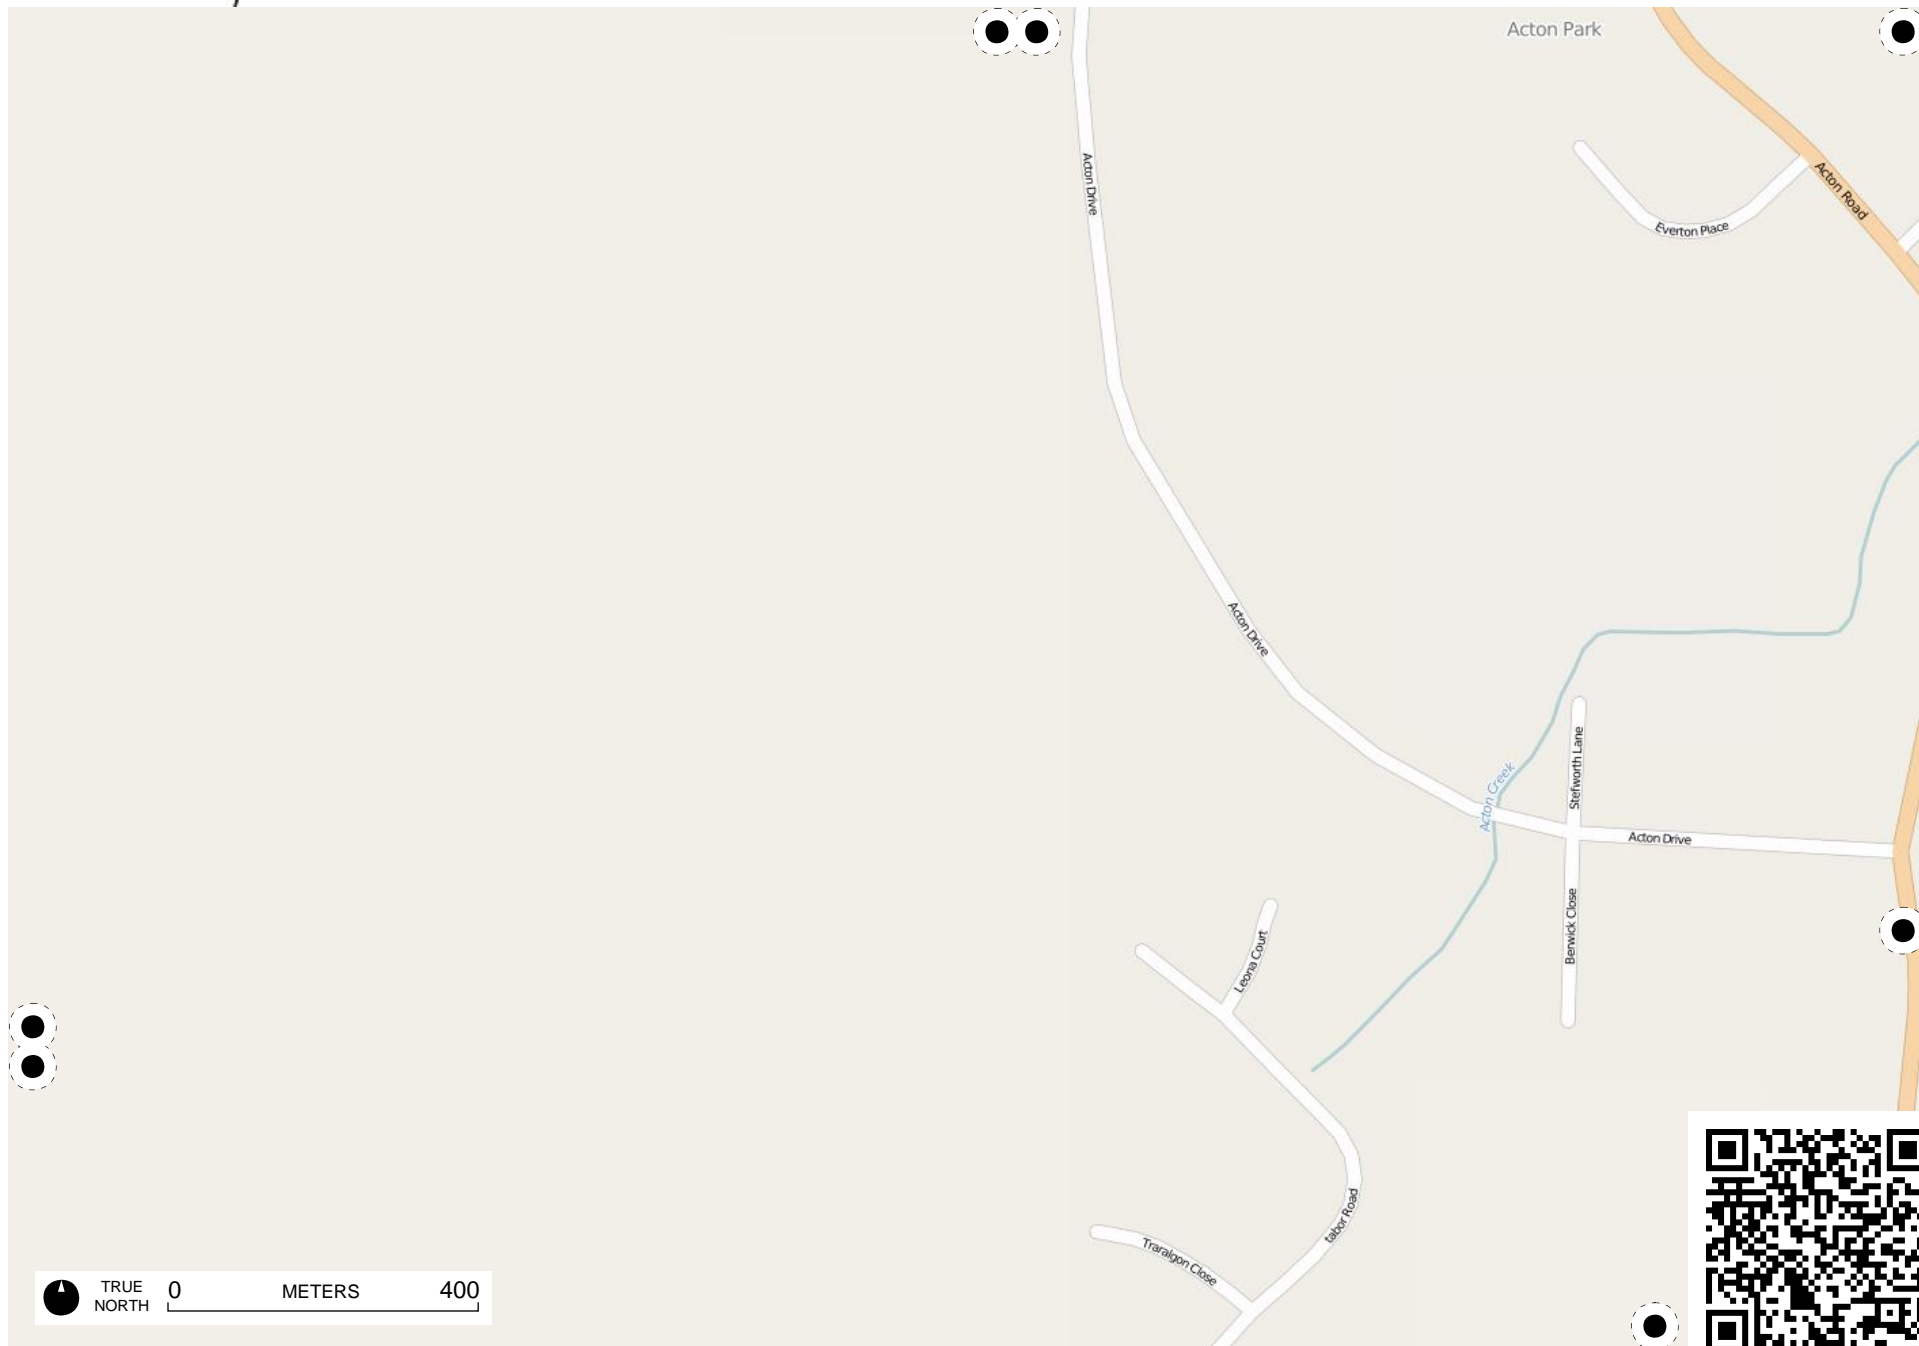 Acton Park
Acton Drive
Acton Road
Everton Place
Acton Drive
Stefworth Lane
Acton Creek
Acton Drive
Berwick Close
Leona Court
tabor Road
Traralgon Close
TRUE
NORTH
0 METERS 400